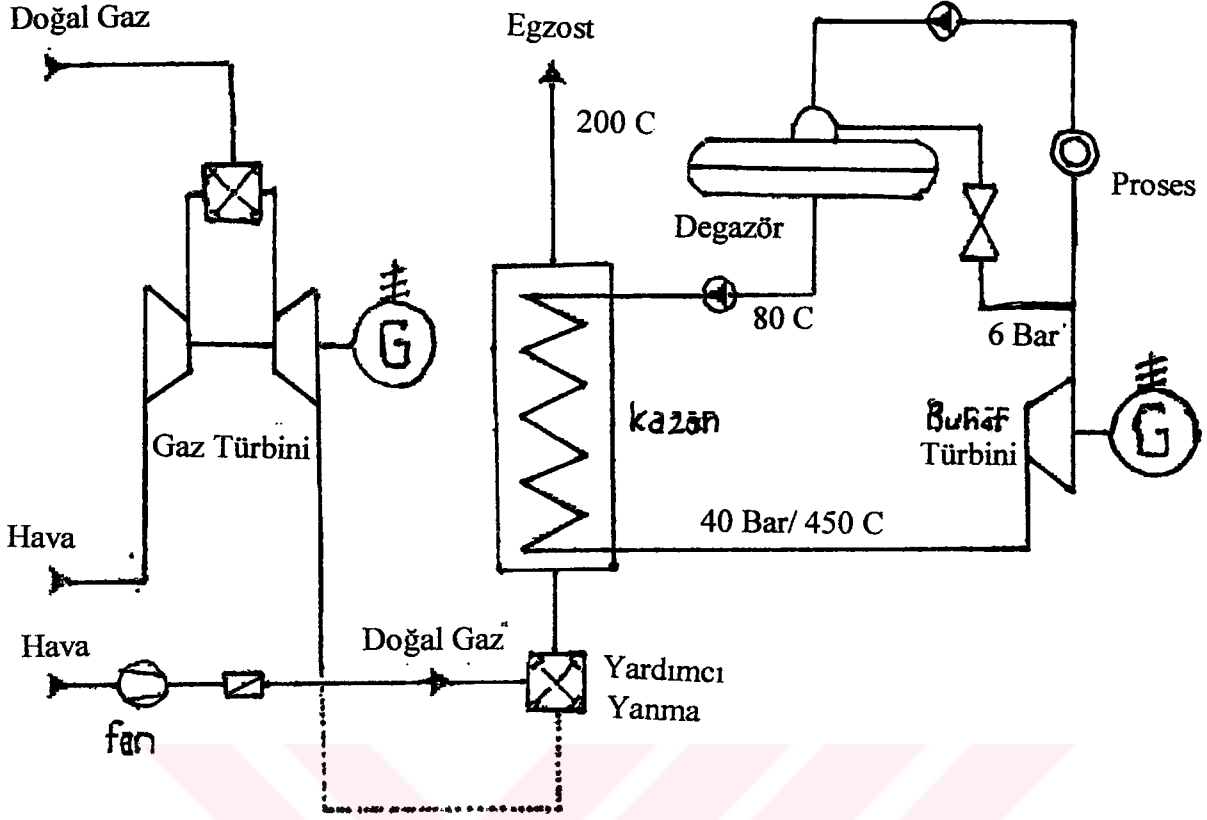 Doğal Gaz
Egzost
200 C
Degazör
Proses
80 C
6 Bar
G
kazan
Buhar
Türbini
G
Gaz Türbini
40 Bar/ 450 C
Hava
Hava
Doğal Gaz
Yardımcı
Yanma
fan